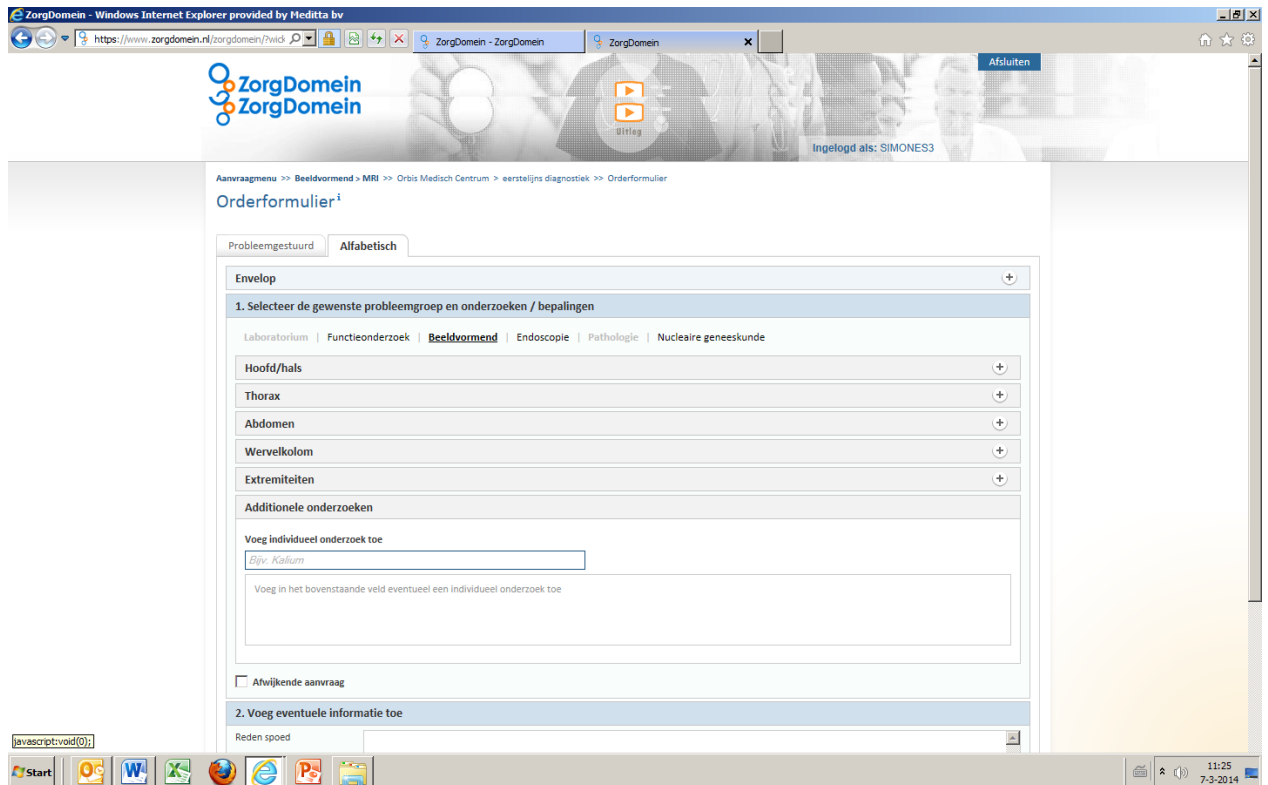 ZorgDomein - Windows Internet Explorer provided by Meditta bv
https://www.zorgdomein.nl/zorgdomein/?wick
ZorgDomein - ZorgDomein
ZorgDomein
Afsluiten
ZorgDomein
ZorgDomein
Uitleg
Ingelogd als: SIMONES3
Aanvraagmenu >> Beeldvormend > MRI >> Orbis Medisch Centrum > eerstelijns diagnostiek >> Orderformulier
Orderformulier i
Probleemgestuurd
Alfabetisch
Envelop
1. Selecteer de gewenste probleemgroep en onderzoeken / bepalingen
Laboratorium | Functieonderzoek | Beeldvormend | Endoscopie | Pathologie | Nucleaire geneeskunde
Hoofd/hals
Thorax
Abdomen
Wervelkolom
Extremiteiten
Additionele onderzoeken
Voeg individueel onderzoek toe
Bijv. Kalium
Voeg in het bovenstaande veld eventueel een individueel onderzoek toe
Afwijkende aanvraag
2. Voeg eventuele informatie toe
Reden spoed
javascript:void(0);
Start
11:25
7-3-2014